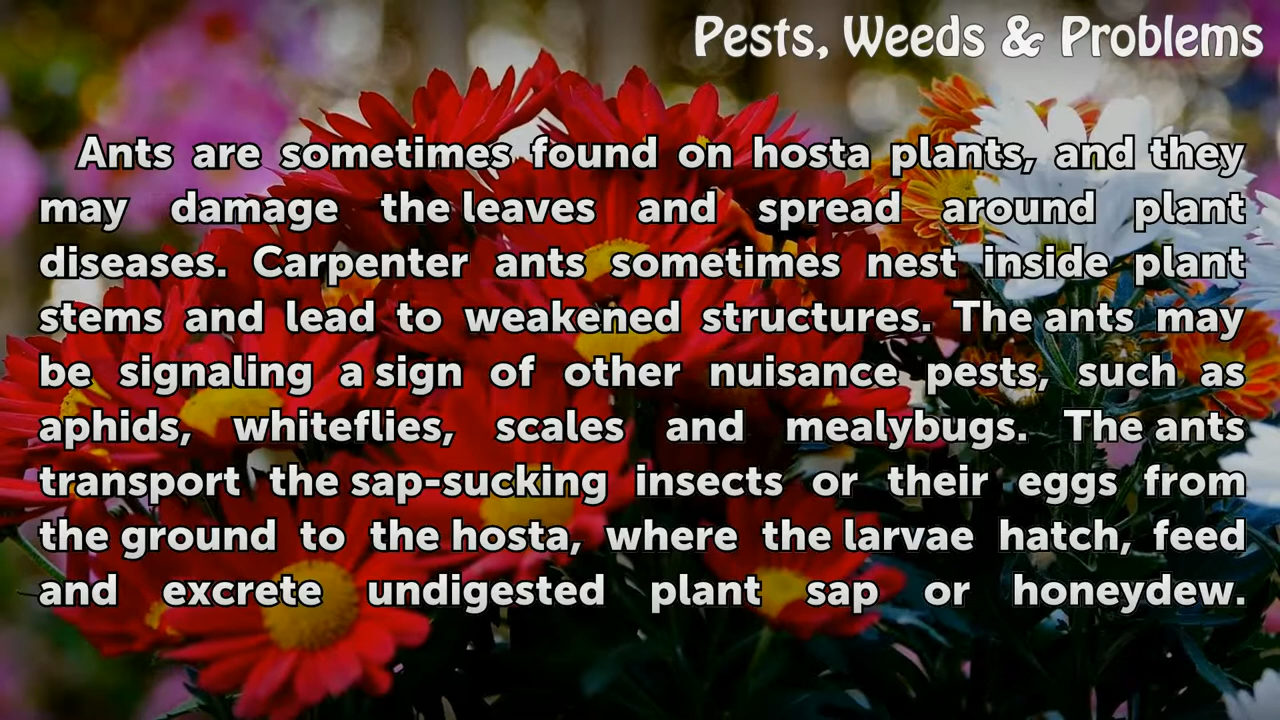 Pests, Weeds & Problems
Ants are sometimes found on hosta plants, and they
may damage the leaves and spread around plant
diseases. Carpenter ants sometimes nest inside plant
stems and lead to weakened structures. The ants may
be signaling a sign of other nuisance pests, such as
aphids, whiteflies, scales and mealybugs. The ants
transport the sap-sucking insects or their eggs from
the ground to the hosta, where the larvae hatch, feed
and excrete undigested plant sap or honeydew.